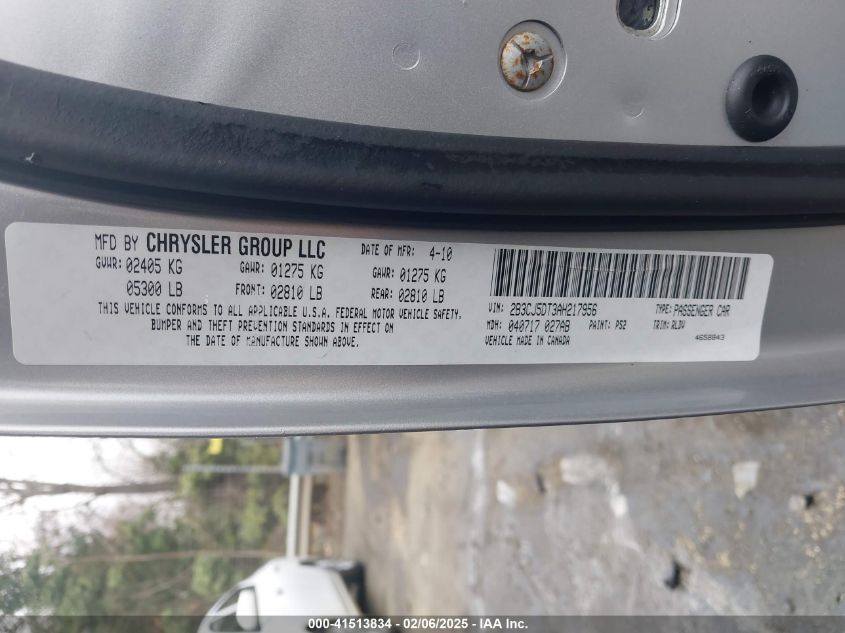 MFD BY CHRYSLER GROUP LLC DATE OF MFR: 4-10
GVWR: 02405 KG GAWR: 01275 KG GAWR: 01275 KG
05300 LB FRONT: 02810 LB REAR: 02810 LB
THIS VEHICLE CONFORMS TO ALL APPLICABLE U.S.A. FEDERAL MOTOR VEHICLE SAFETY,
BUMPER AND THEFT PREVENTION STANDARDS IN EFFECT ON
THE DATE OF MANUFACTURE SHOWN ABOVE.
VIN: 2B3CJ5DT3AH217956 TYPE: PASSENGER CAR
MDH: 040717 027AB PAINT: PS2 TRIM: RLDV
VEHICLE MADE IN CANADA 4658843
000-41513834 - 02/06/2025 - IAA Inc.